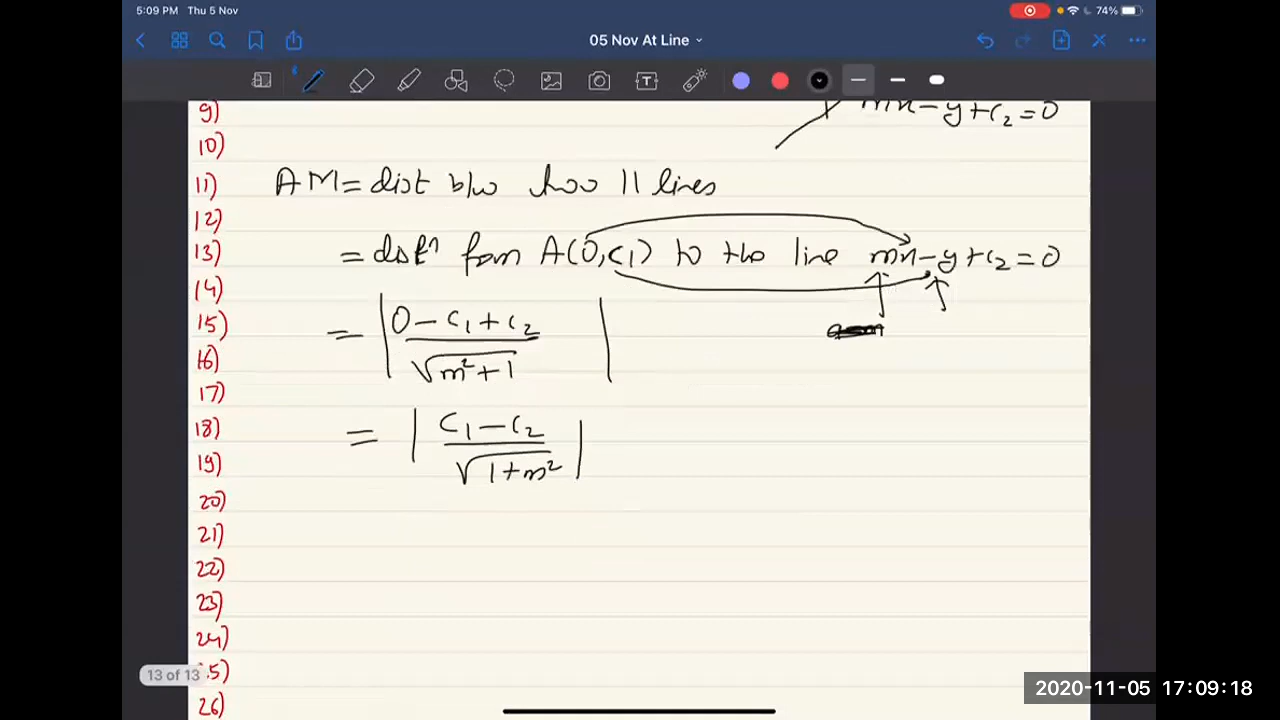 5:09 PM Thu 5 Nov
74%
05 Nov At Line
9) mx-y+c₂=0
10)
11) AM= dist b/w two || lines
12)
13) = distⁿ from A(0,c₁) to the line mx-y+c₂=0
14)
15) = |0-c₁+c₂
16) √m²+1|
17)
18) = |c₁-c₂
19) √1+m²|
20)
21)
22)
23)
24)
13 of 13 25)
26)
2020-11-05 17:09:18